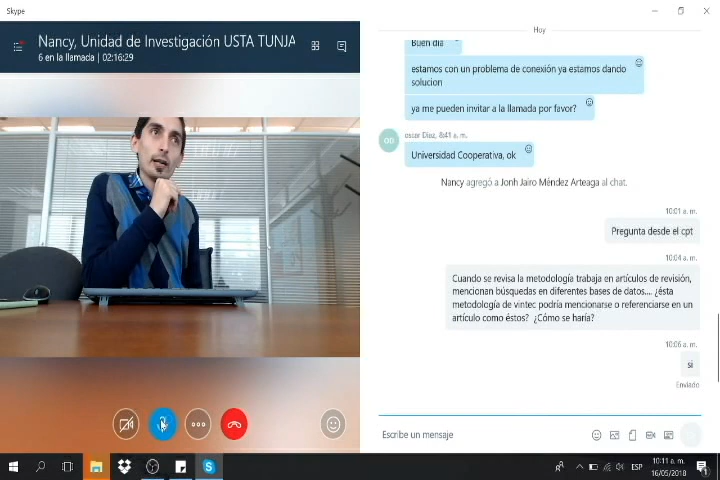 Skype
Nancy, Unidad de Investigación USTA TUNJA
6 en la llamada | 02:16:29
Hoy
Buen dia
estamos con un problema de conexión ya estamos dando
solucion
ya me pueden invitar a la llamada por favor?
OD
oscar Diaz, 8:41 a. m.
Universidad Cooperativa, ok
Nancy agregó a Jonh Jairo Méndez Arteaga al chat.
10:01 a. m.
Pregunta desde el cpt
10:04 a. m.
Cuando se revisa la metodología trabaja en artículos de revisión,
mencionan búsquedas en diferentes bases de datos.... ¿ésta
metodología de vintec podría mencionarse o referenciarse en un
artículo como éstos? ¿Cómo se haría?
10:06 a. m.
si
Enviado
Escribe un mensaje
ESP
10:11 a. m.
16/05/2018